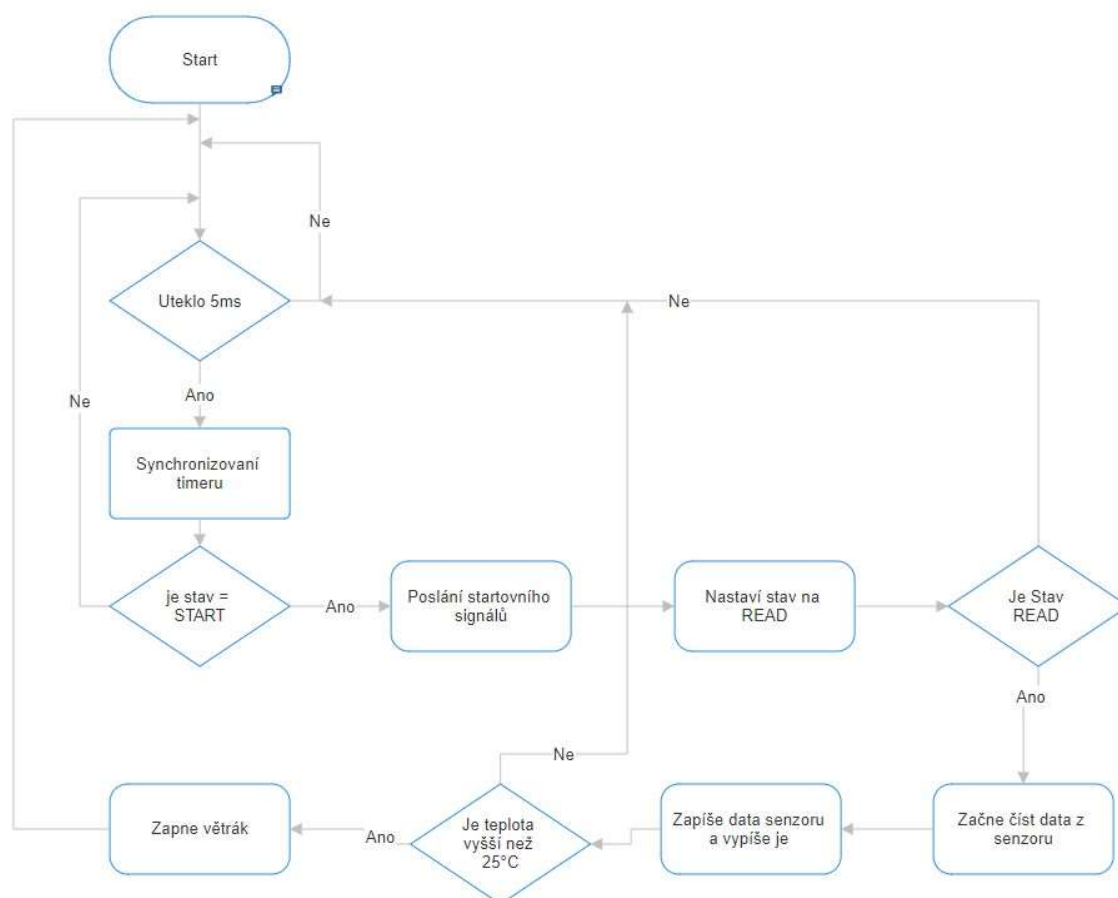 Start
Ne
Uteklo 5ms
Ne
Ne
Ano
Synchronizovaní
timeru
je stav =
START
Ano
Poslání startovního
signálů
Nastaví stav na
READ
Je Stav
READ
Ano
Ne
Zapne větrák
Ano
Je teplota
vyšší než
25°C
Zapíše data senzoru
a vypíše je
Začne číst data z
senzoru